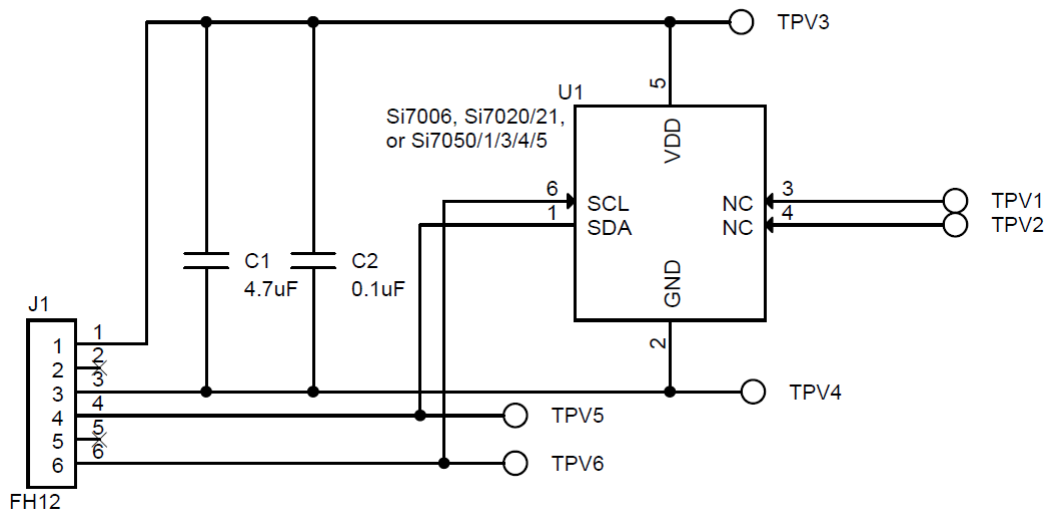 TPV3
U1
5
Si7006, Si7020/21,
or Si7050/1/3/4/5
VDD
6
SCL
NC
3
TPV1
1
SDA
NC
4
TPV2
C1
4.7uF
C2
0.1uF
GND
2
J1
1
1
2
2
3
3
TPV4
4
4
TPV5
5
5
6
6
TPV6
FH12